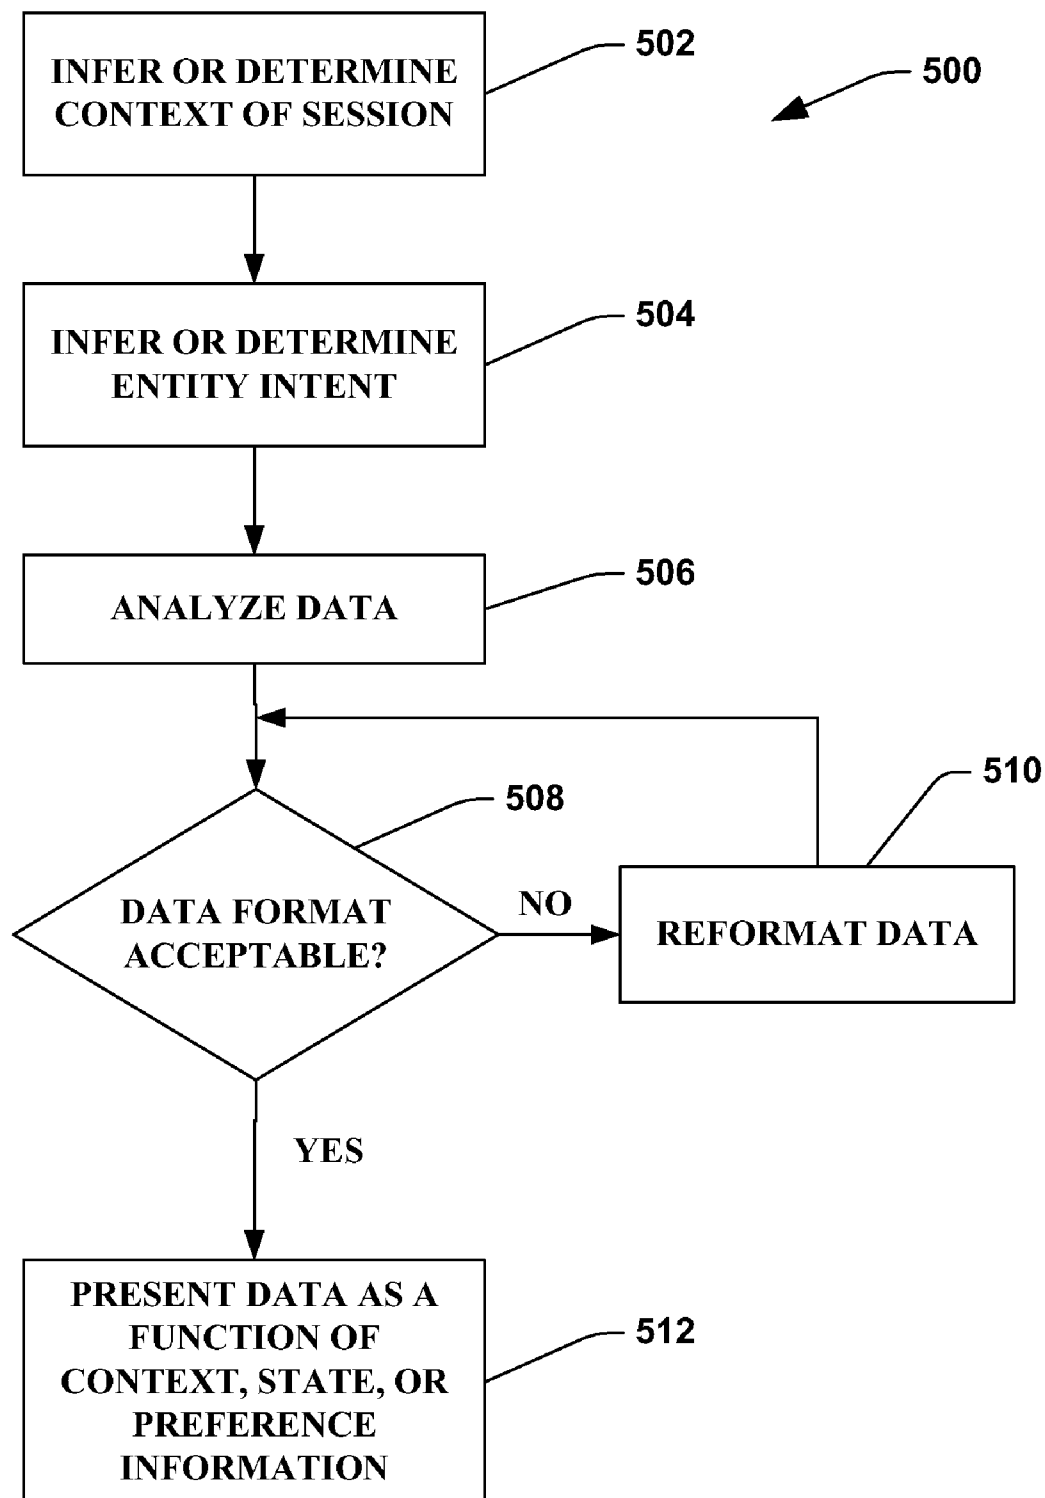 INFER OR DETERMINE
CONTEXT OF SESSION
502
500
INFER OR DETERMINE
ENTITY INTENT
504
ANALYZE DATA
506
508
510
DATA FORMAT
ACCEPTABLE?
NO
REFORMAT DATA
YES
PRESENT DATA AS A
FUNCTION OF
CONTEXT, STATE, OR
PREFERENCE
INFORMATION
512